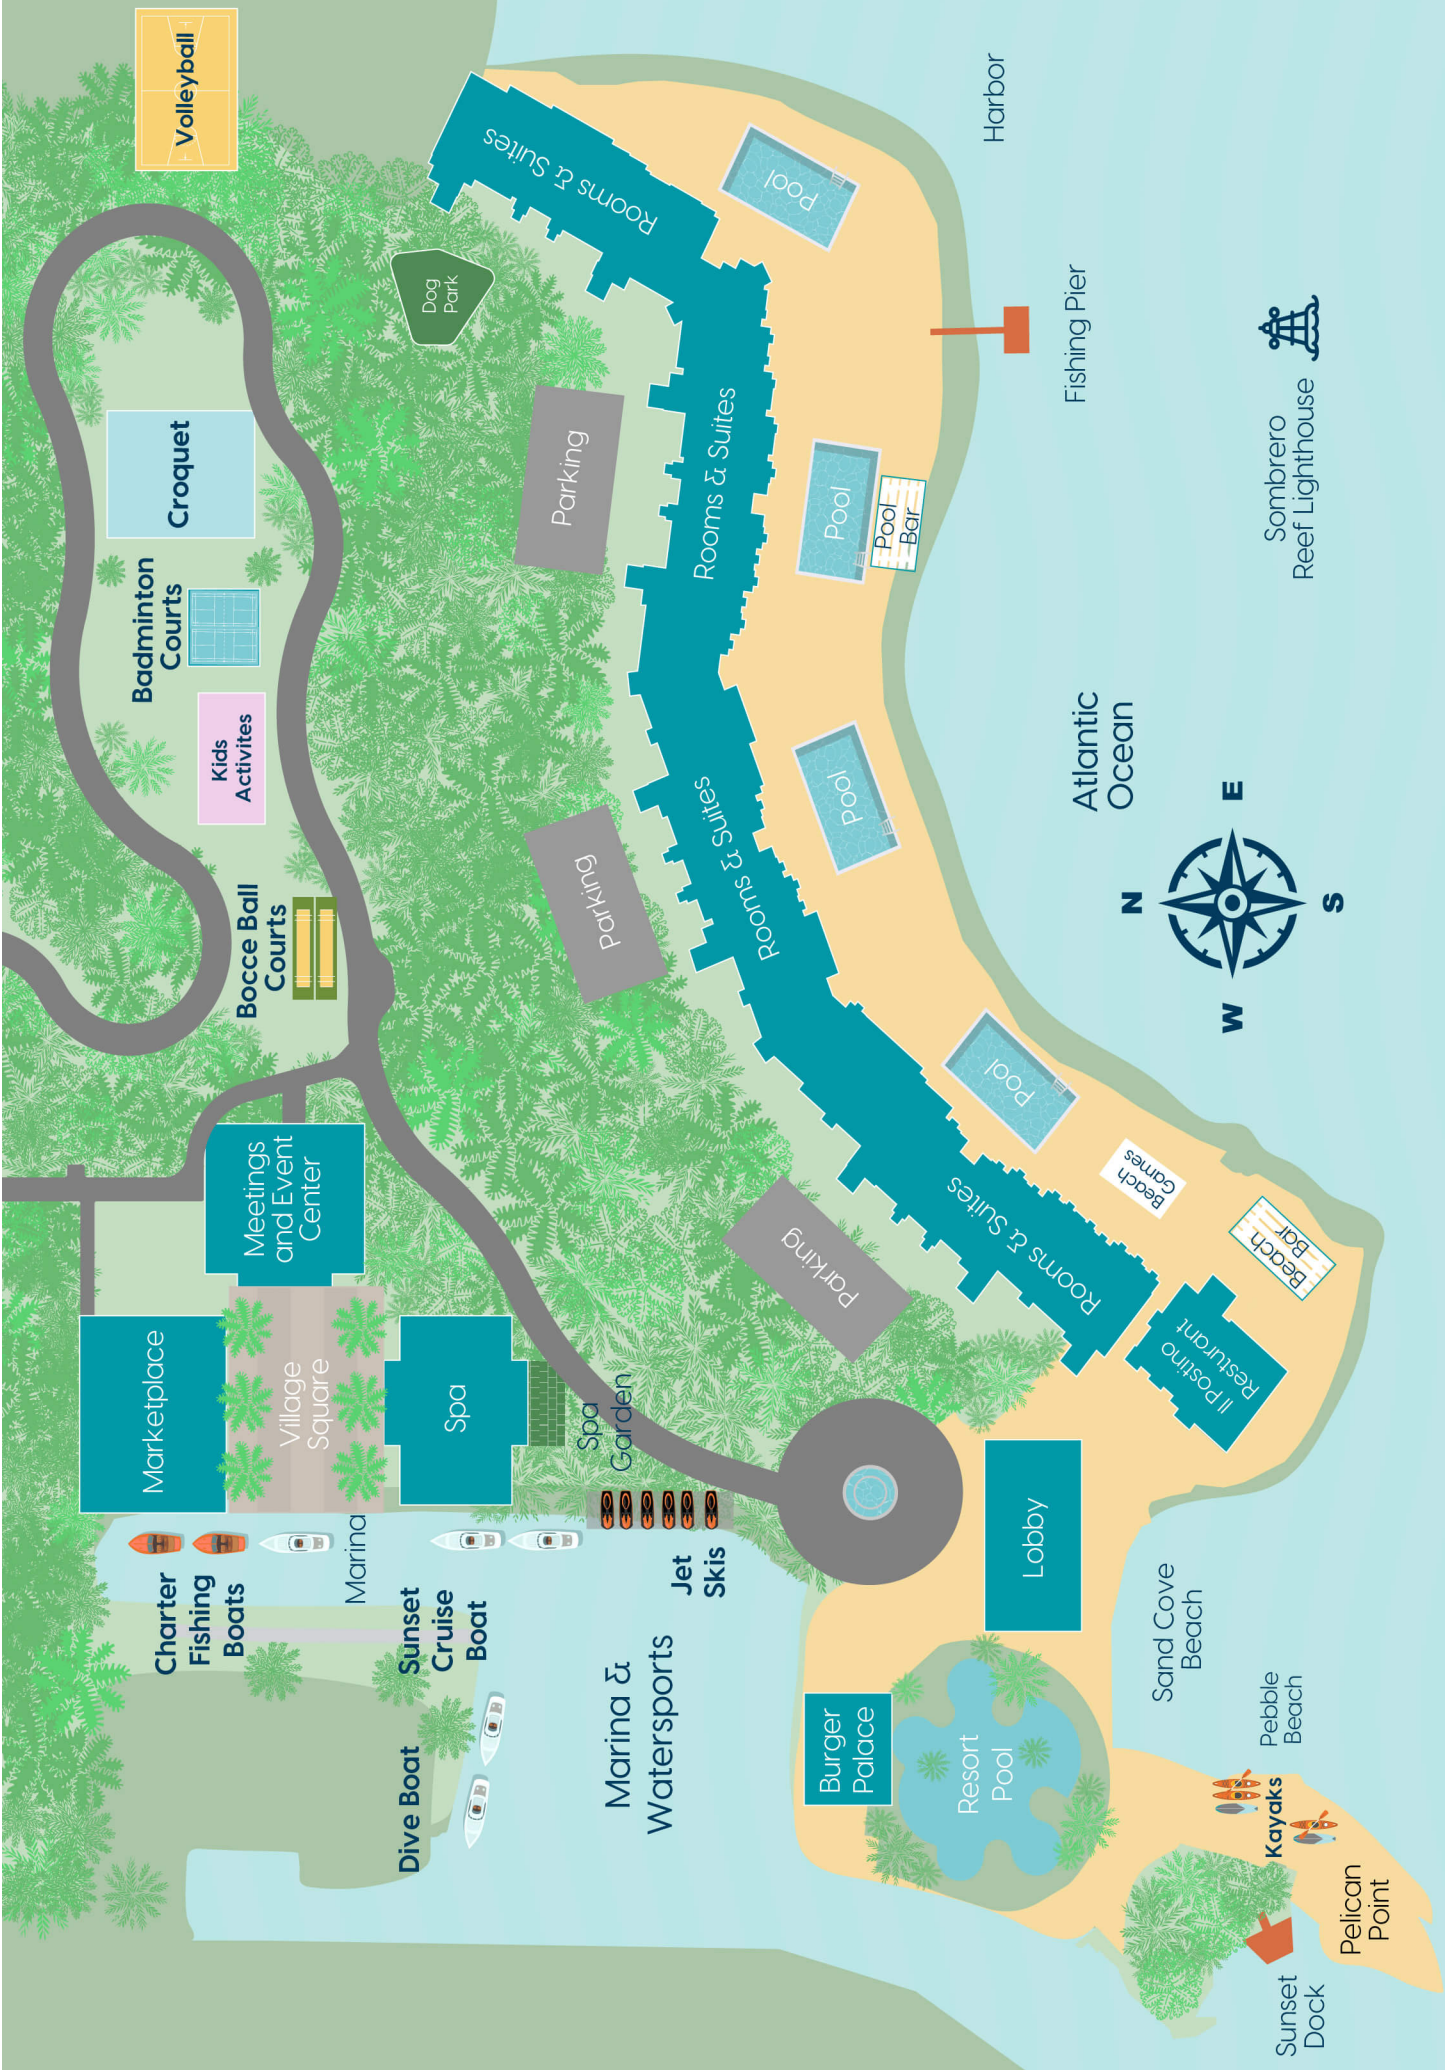 Marketplace
Charter
Fishing
Boats
Volleyball
Croquet
Badminton
Courts
Kids
Activites
Bocce Ball
Courts
Meetings
and Event
Center
Village
Square
Marina
Sunset
Cruise
Boat
Dive Boat
Spa
Spa
Garden
Dog
Park
Parking
Parking
Parking
Jet
Skis
Marina &
Watersports
Rooms & Suites
Rooms & Suites
Rooms & Suites
Rooms & Suites
Pool
Pool
Pool
Pool
Pool
Bar
Burger
Palace
Resort
Pool
Lobby
Harbor
Fishing Pier
Atlantic
Ocean
Beach
Games
Beach
Bar
Il Postino
Resturant
Sand Cove
Beach
Pebble
Beach
Kayaks
Pelican
Point
Sunset
Dock
N
W
E
S
Sombrero
Reef Lighthouse